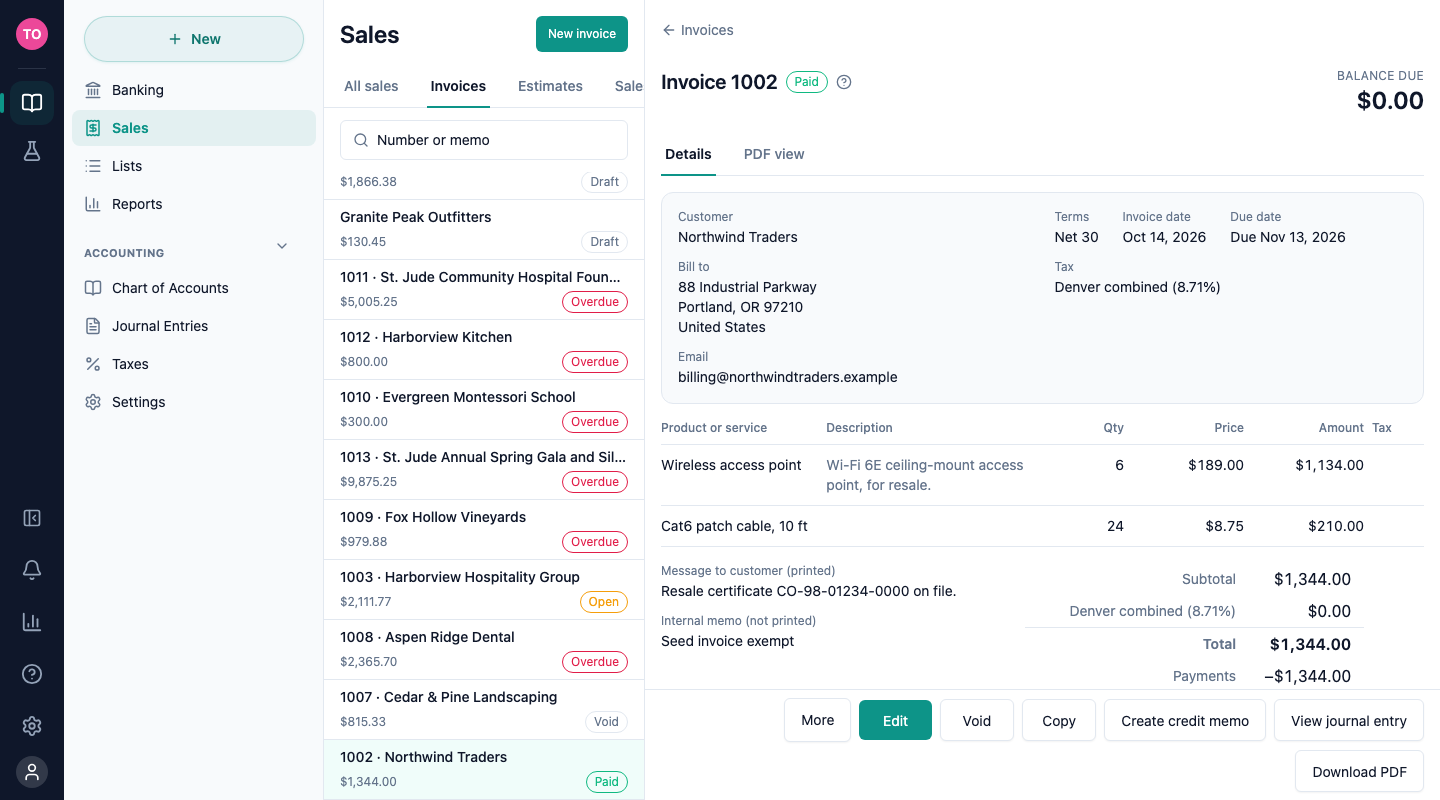 TO
New
Banking
Sales
Lists
Reports
ACCOUNTING
Chart of Accounts
Journal Entries
Taxes
Settings
Sales
New invoice
All sales
Invoices
Estimates
Sale
Number or memo
$1,866.38
Draft
Granite Peak Outfitters
$130.45
Draft
1011 · St. Jude Community Hospital Foun...
$5,005.25
Overdue
1012 · Harborview Kitchen
$800.00
Overdue
1010 · Evergreen Montessori School
$300.00
Overdue
1013 · St. Jude Annual Spring Gala and Sil...
$9,875.25
Overdue
1009 · Fox Hollow Vineyards
$979.88
Overdue
1003 · Harborview Hospitality Group
$2,111.77
Open
1008 · Aspen Ridge Dental
$2,365.70
Overdue
1007 · Cedar & Pine Landscaping
$815.33
Void
1002 · Northwind Traders
$1,344.00
Paid
Invoices
Invoice 1002
Paid
BALANCE DUE
$0.00
Details
PDF view
Customer
Northwind Traders
Bill to
88 Industrial Parkway
Portland, OR 97210
United States
Email
billing@northwindtraders.example
Terms
Net 30
Invoice date
Oct 14, 2026
Due date
Due Nov 13, 2026
Tax
Denver combined (8.71%)
Product or service Description Qty Price Amount Tax
Wireless access point Wi-Fi 6E ceiling-mount access 6 $189.00 $1,134.00
point, for resale.
Cat6 patch cable, 10 ft 24 $8.75 $210.00
Message to customer (printed)
Resale certificate CO-98-01234-0000 on file.
Internal memo (not printed)
Seed invoice exempt
Subtotal $1,344.00
Denver combined (8.71%) $0.00
Total $1,344.00
Payments –$1,344.00
More
Edit
Void
Copy
Create credit memo
View journal entry
Download PDF